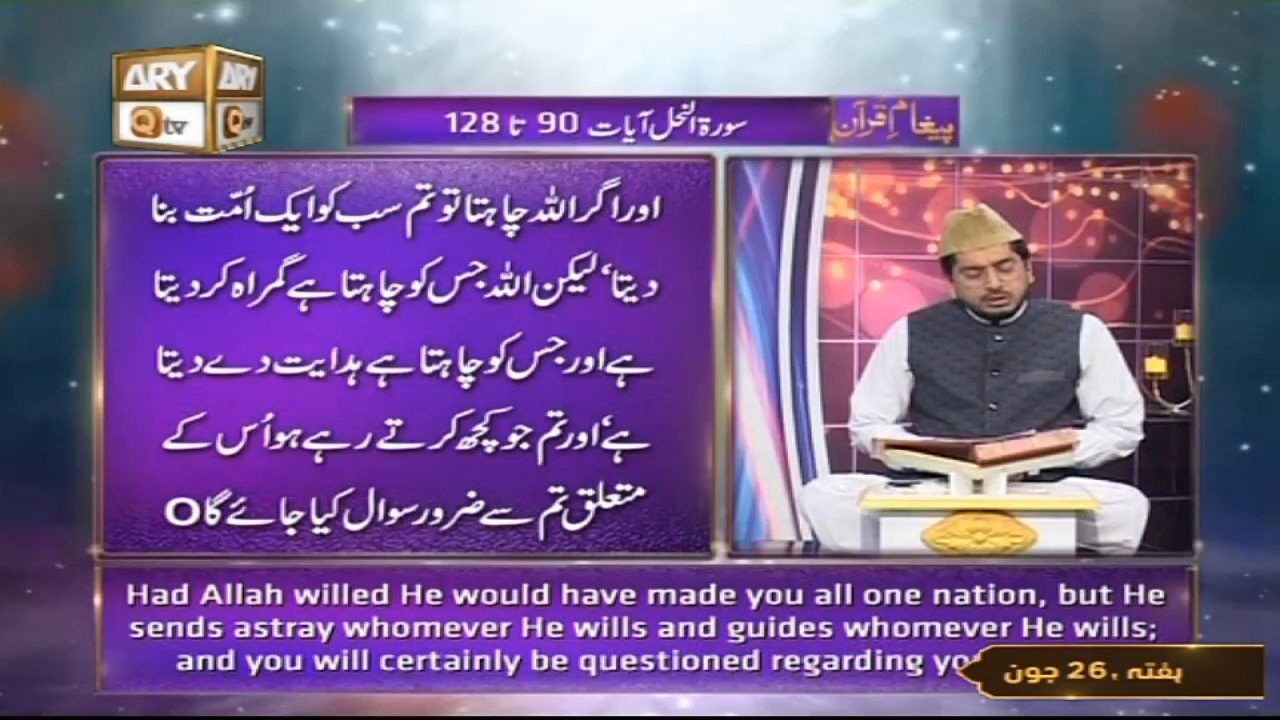 ARY ARY
Qtv Q
سورۃ النحل آیات 90 تا 128
پیغامِ قرآن
اور اگر اللہ چاہتا تو تم سب کو ایک اُمّت بنا
دیتا‘ لیکن اللہ جس کو چاہتا ہے گمراہ کر دیتا
ہے اور جس کو چاہتا ہے ہدایت دے دیتا
ہے‘ اور تم جو کچھ کرتے رہے ہو اُس کے
متعلق تم سے ضرور سوال کیا جائے گا O
Had Allah willed He would have made you all one nation, but He
sends astray whomever He wills and guides whomever He wills;
and you will certainly be questioned regarding
ہفتہ ، 26 جون